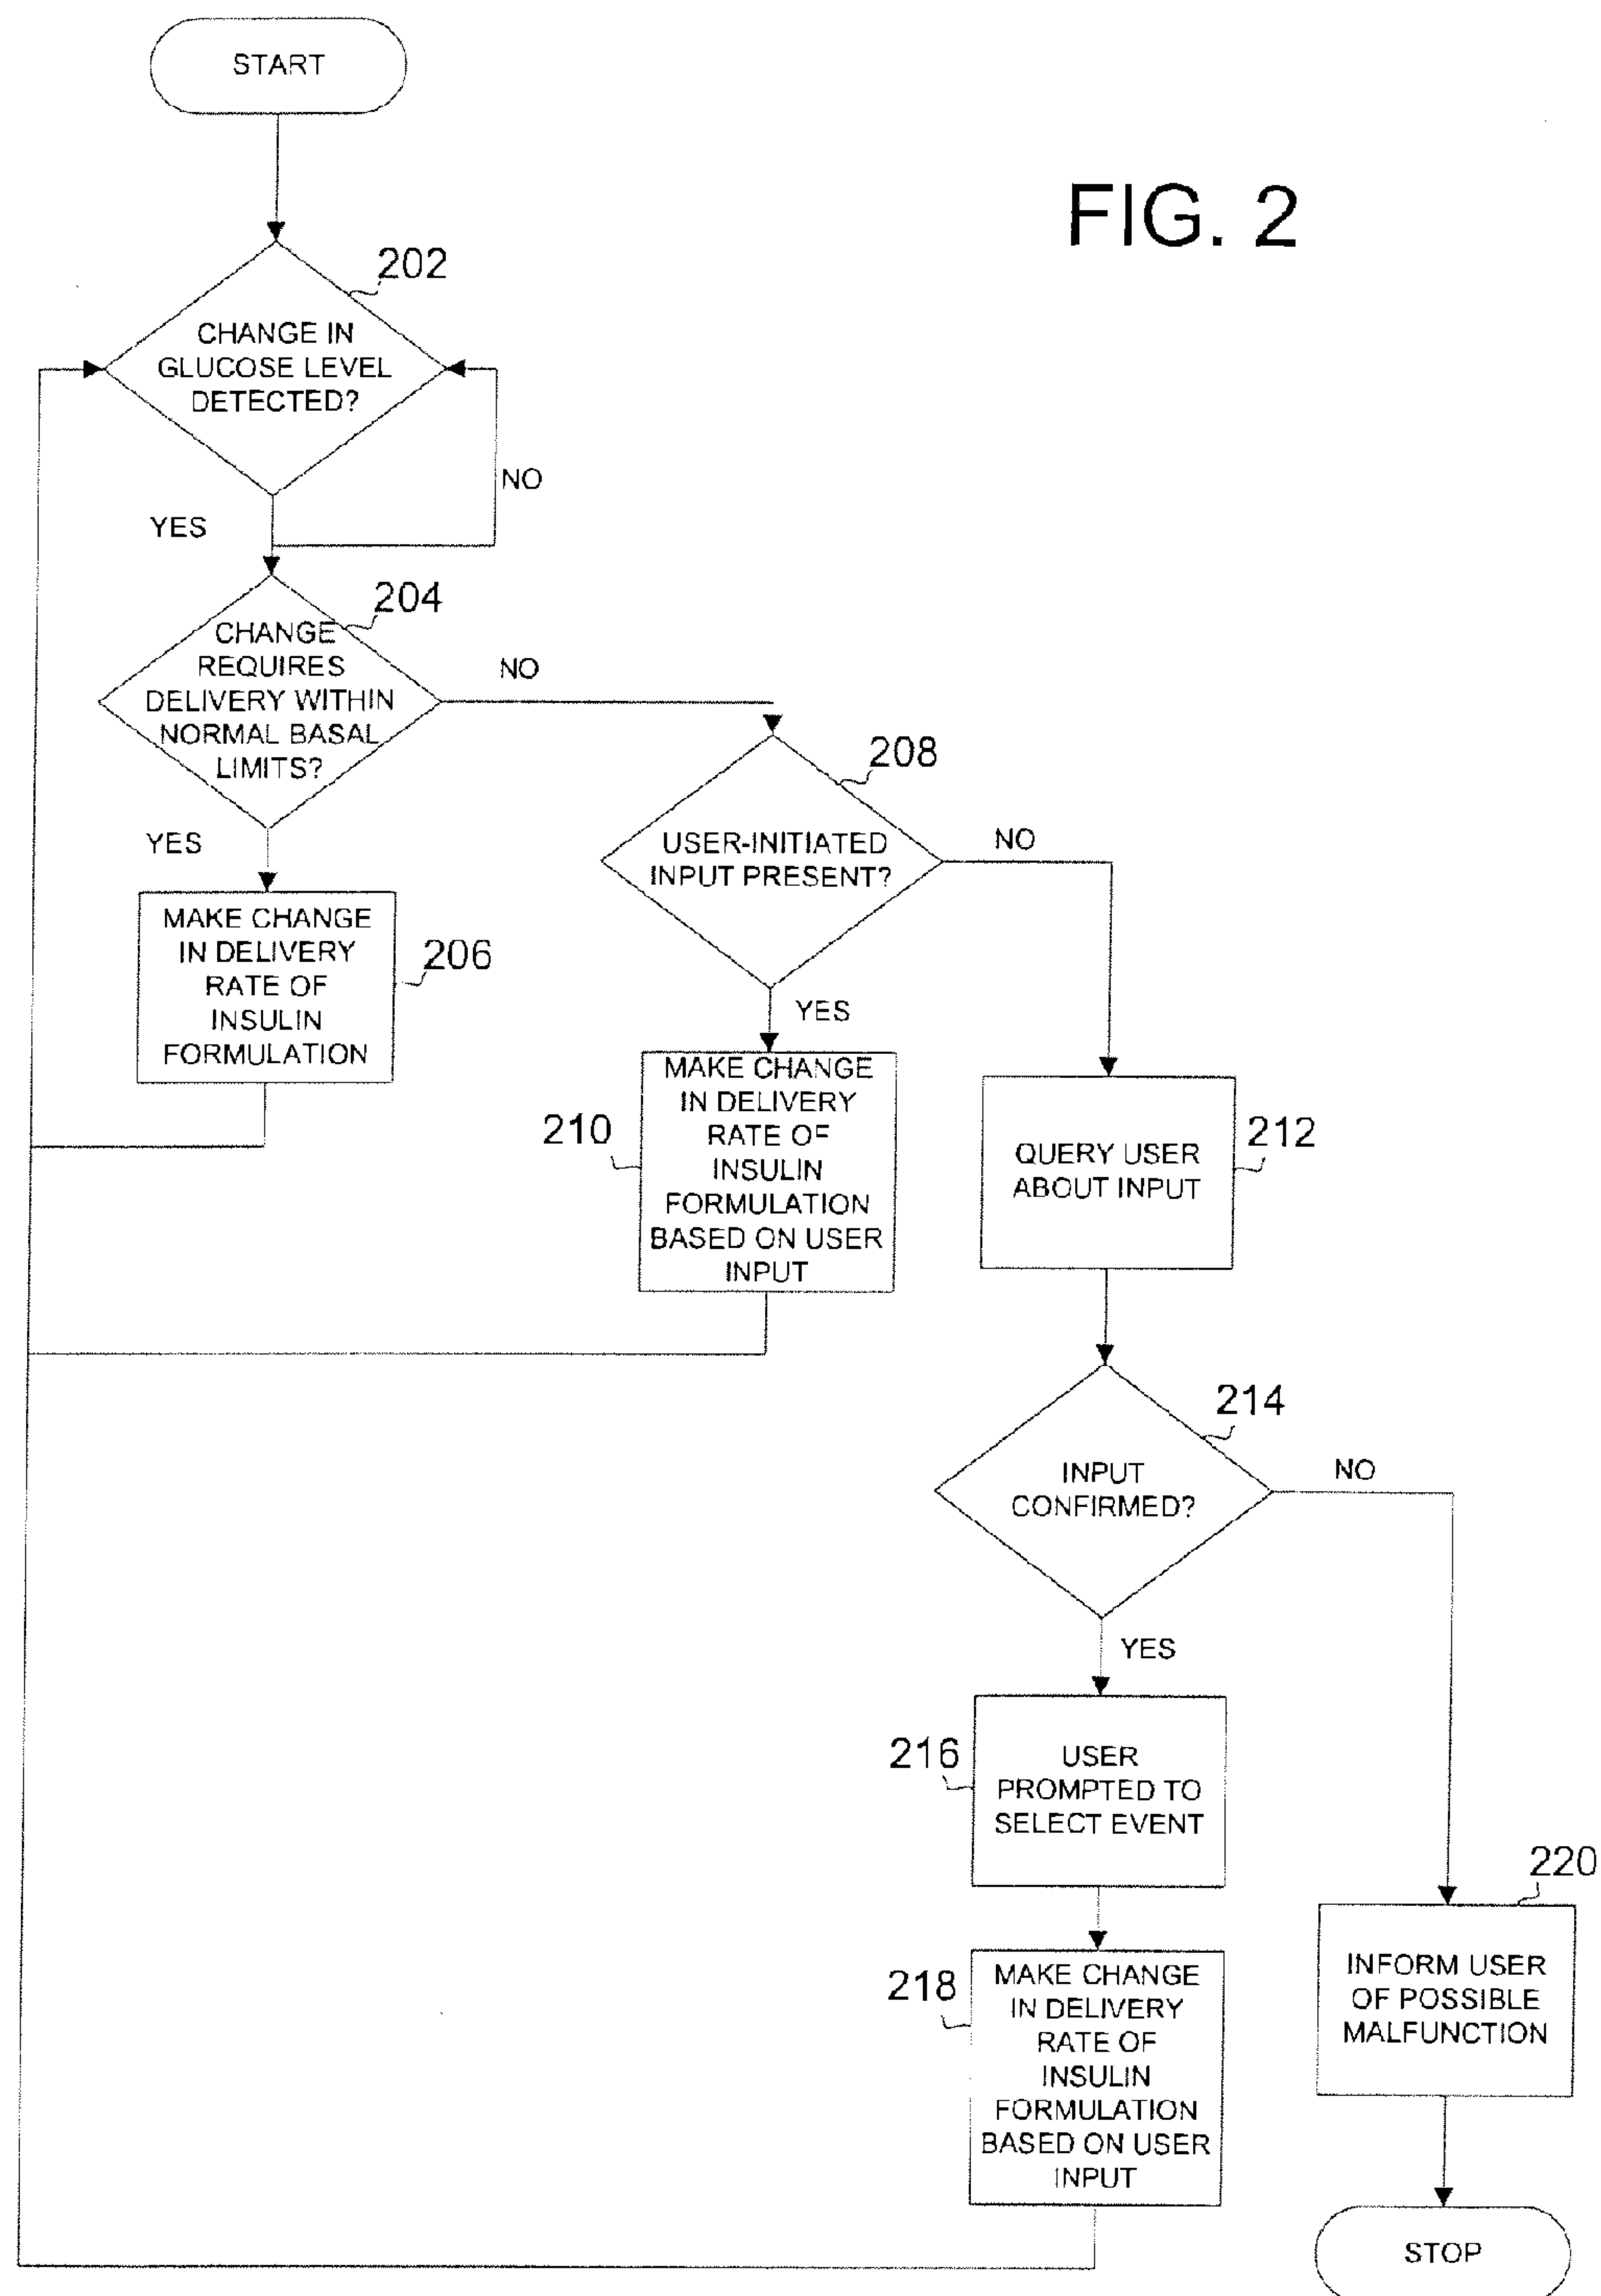 START
FIG. 2
202
CHANGE IN
GLUCOSE LEVEL
DETECTED?
NO
YES
204
CHANGE
REQUIRES
DELIVERY WITHIN
NORMAL BASAL
LIMITS?
NO
YES
206
MAKE CHANGE
IN DELIVERY
RATE OF
INSULIN
FORMULATION
208
USER-INITIATED
INPUT PRESENT?
NO
YES
210
MAKE CHANGE
IN DELIVERY
RATE OF
INSULIN
FORMULATION
BASED ON USER
INPUT
212
QUERY USER
ABOUT INPUT
214
INPUT
CONFIRMED?
NO
YES
216
USER
PROMPTED TO
SELECT EVENT
218
MAKE CHANGE
IN DELIVERY
RATE OF
INSULIN
FORMULATION
BASED ON USER
INPUT
220
INFORM USER
OF POSSIBLE
MALFUNCTION
STOP